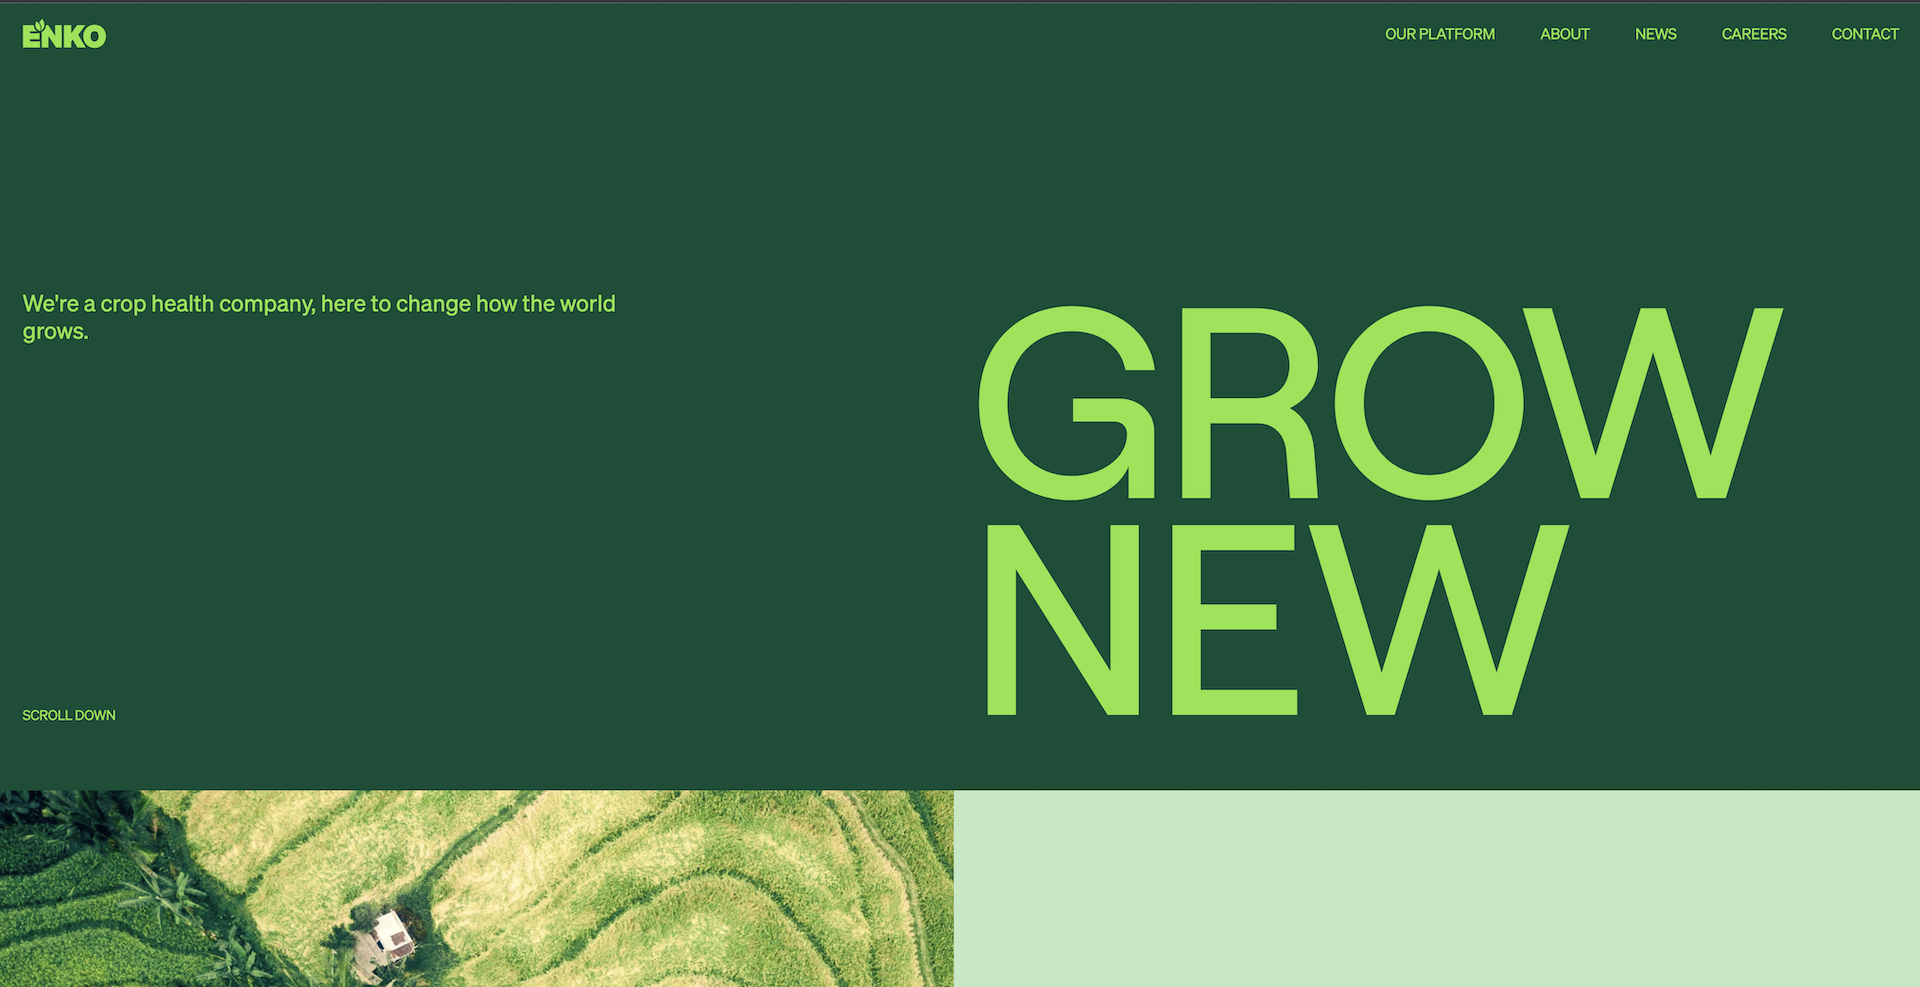 ENKO
OUR PLATFORM
ABOUT
NEWS
CAREERS
CONTACT
We're a crop health company, here to change how the world
grows.
GROW
NEW
SCROLL DOWN